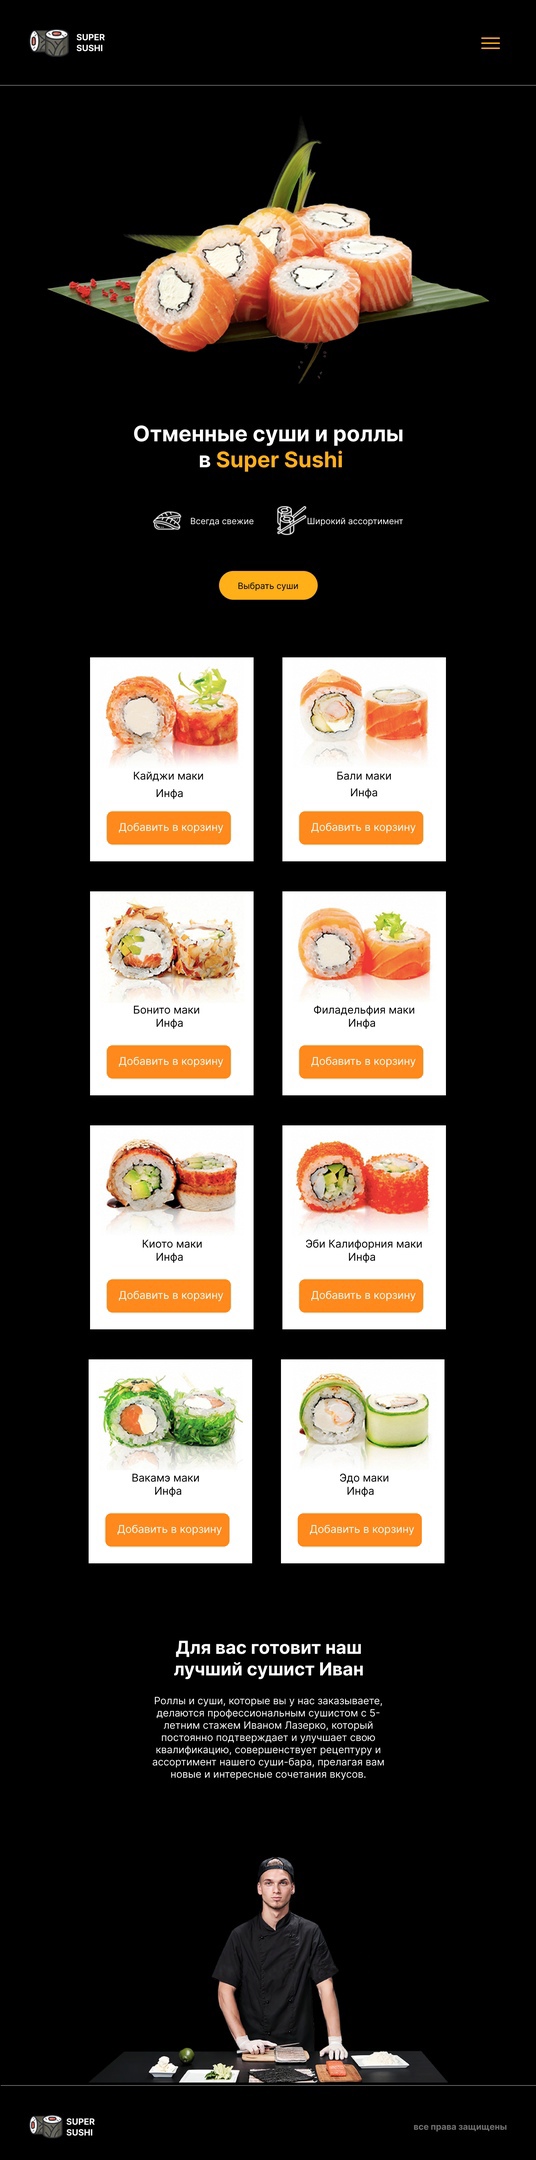 SUPER
SUSHI
Отменные суши и роллы
в Super Sushi
Всегда свежие
Широкий ассортимент
Выбрать суши
Кайджи маки
Инфа
Добавить в корзину
Бали маки
Инфа
Добавить в корзину
Бонито маки
Инфа
Добавить в корзину
Филадельфия маки
Инфа
Добавить в корзину
Киото маки
Инфа
Добавить в корзину
Эби Калифорния маки
Инфа
Добавить в корзину
Вакамэ маки
Инфа
Добавить в корзину
Эдо маки
Инфа
Добавить в корзину
Для вас готовит наш
лучший сушист Иван
Роллы и суши, которые вы у нас заказываете,
делаются профессиональным сушистом с 5-
летним стажем Иваном Лазерко, который
постоянно подтверждает и улучшает свою
квалификацию, совершенствует рецептуру и
ассортимент нашего суши-бара, прелагая вам
новые и интересные сочетания вкусов.
SUPER
SUSHI
все права защищены